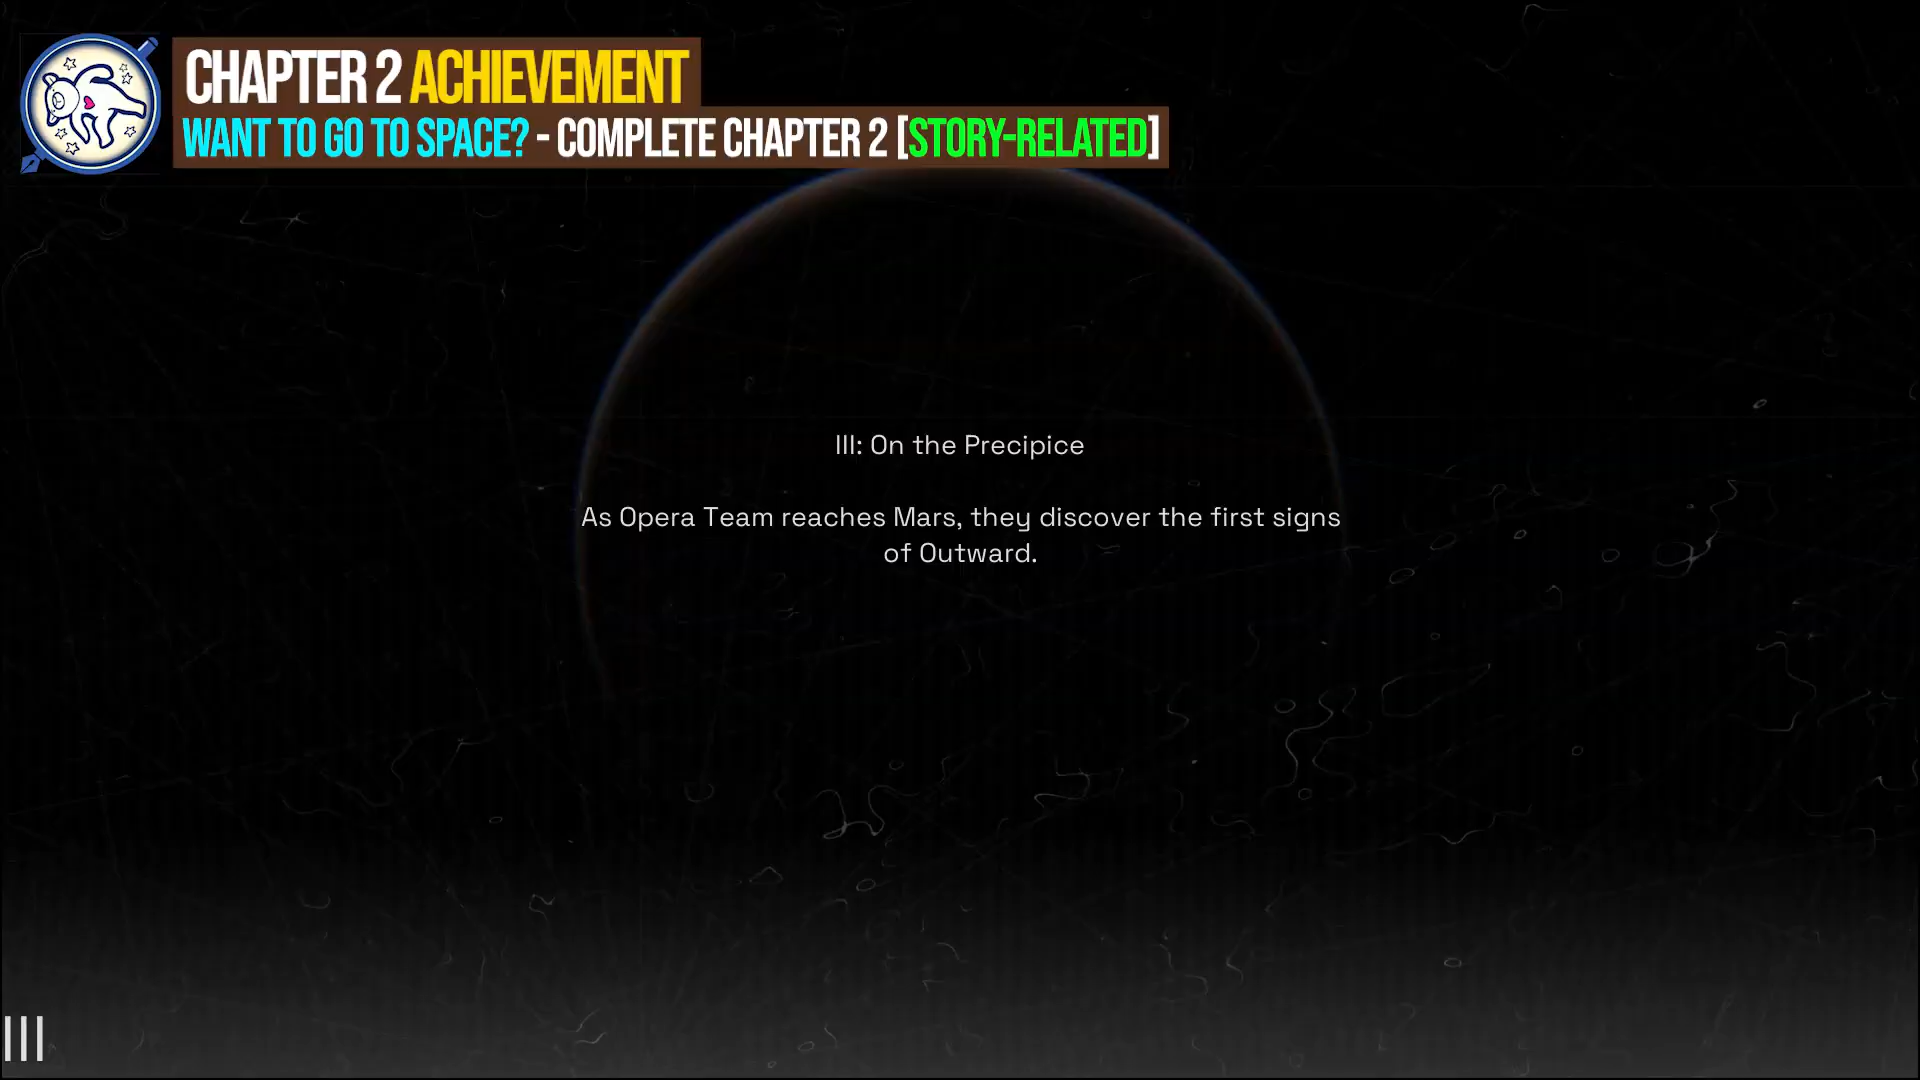 CHAPTER 2 ACHIEVEMENT
WANT TO GO TO SPACE? - COMPLETE CHAPTER 2 [STORY-RELATED]
III: On the Precipice
As Opera Team reaches Mars, they discover the first signs
of Outward.
III